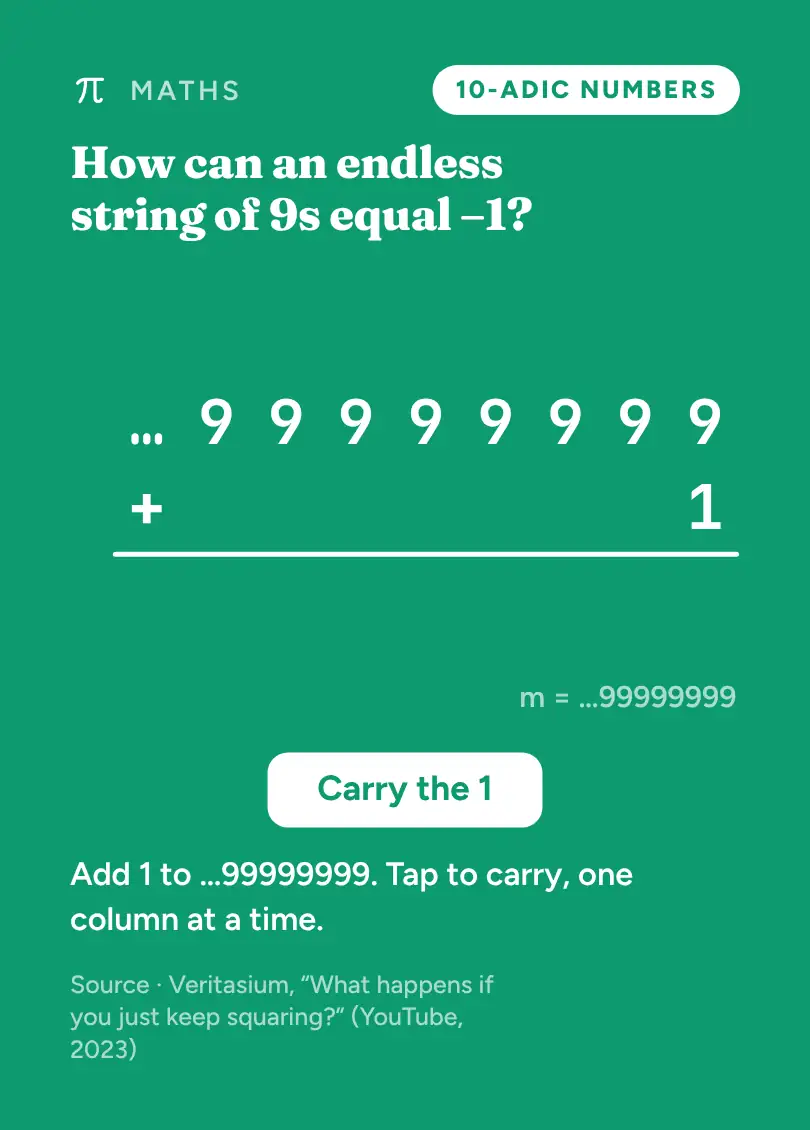 π MATHS
10-ADIC NUMBERS
How can an endless
string of 9s equal –1?
... 9 9 9 9 9 9 9 9
+ 1
m = ...99999999
Carry the 1
Add 1 to ...99999999. Tap to carry, one
column at a time.
Source · Veritasium, “What happens if
you just keep squaring?” (YouTube,
2023)